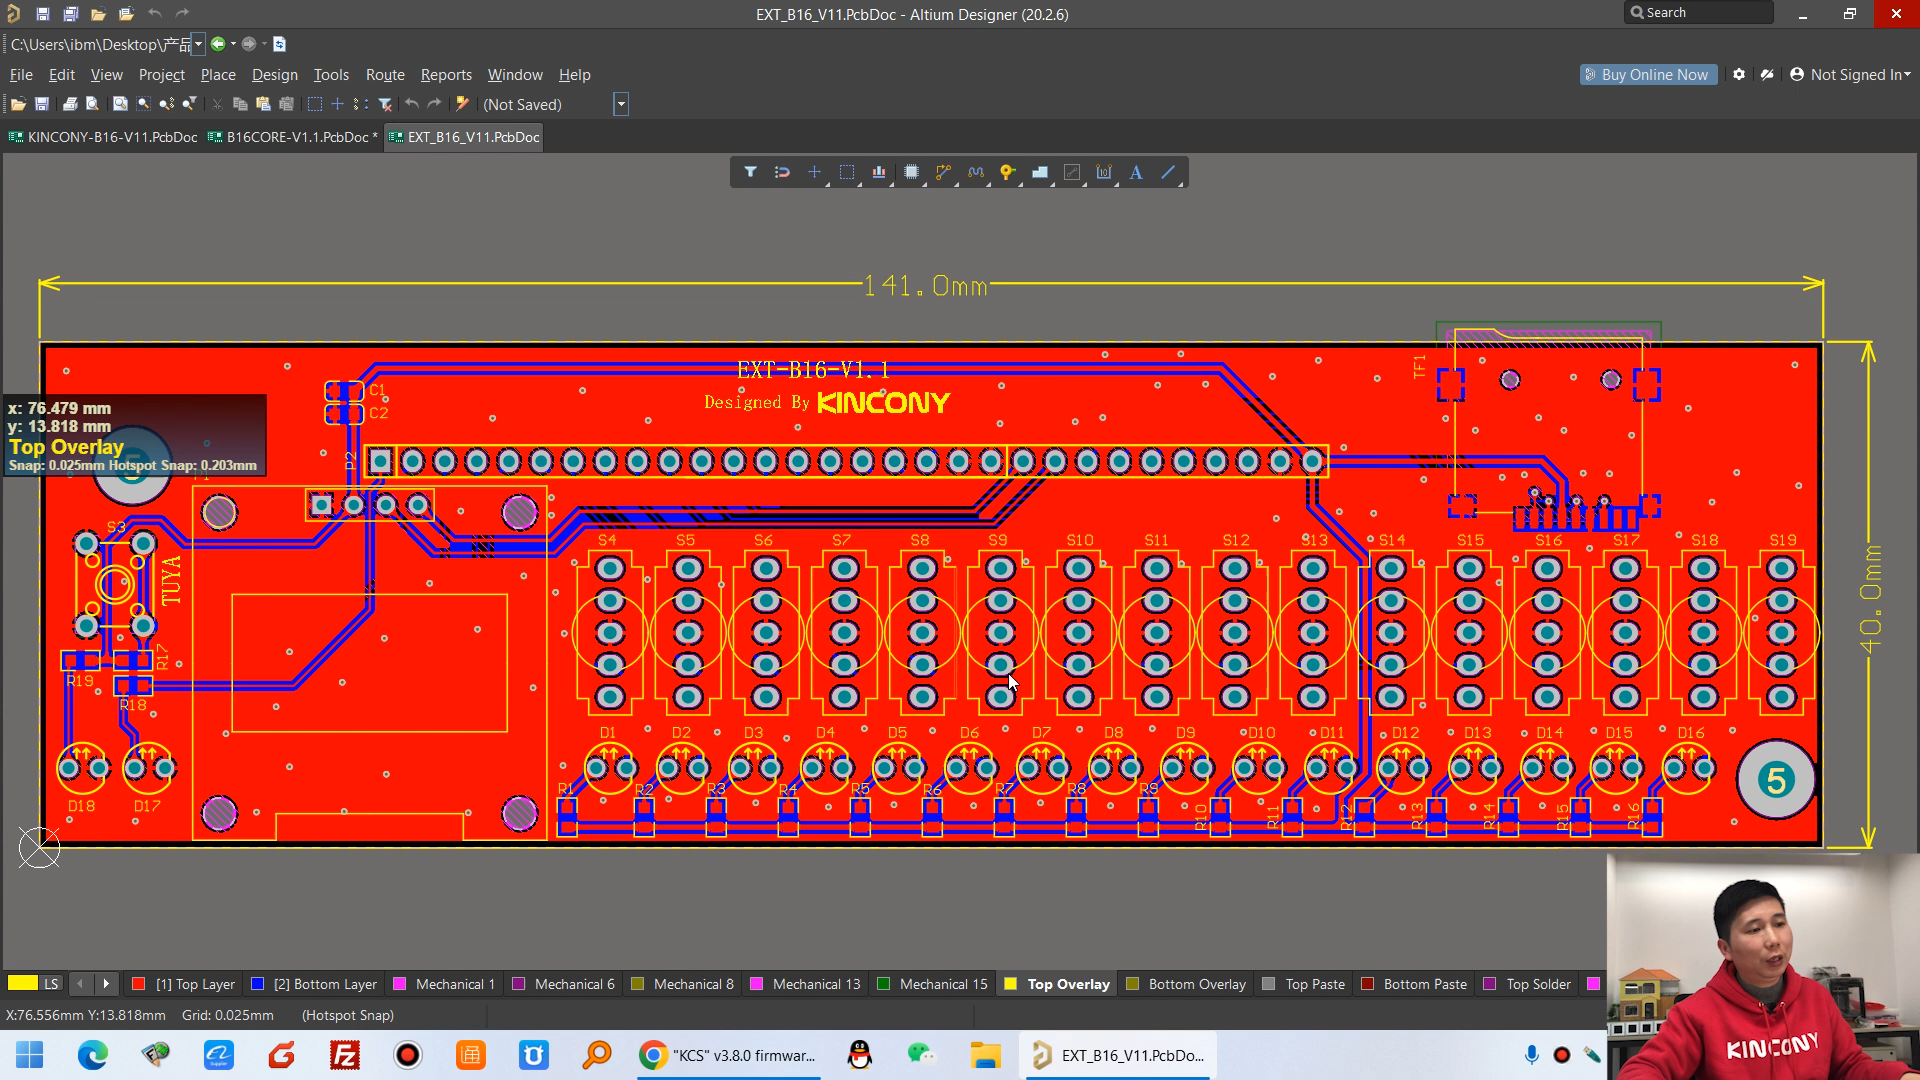 EXT_B16_V11.PcbDoc - Altium Designer (20.2.6)
Search
C:\Users\ibm\Desktop\产品
File Edit View Project Place Design Tools Route Reports Window Help
Buy Online Now
Not Signed In
(Not Saved)
KINCONY-B16-V11.PcbDoc
B16CORE-V1.1.PcbDoc *
EXT_B16_V11.PcbDoc
141.0mm
EXT-B16-V1.1
Designed By KINCONY
C1
C2
TF1
x: 76.479 mm
y: 13.818 mm
Top Overlay
Snap: 0.025mm Hotspot Snap: 0.203mm
P2
5
S3
TUYA
S4 S5 S6 S7 S8 S9 S10 S11 S12 S13 S14 S15 S16 S17 S18 S19
40.0mm
R17
R19
R18
D1 D2 D3 D4 D5 D6 D7 D8 D9 D10 D11 D12 D13 D14 D15 D16
5
R1 R2 R3 R4 R5 R6 R7 R8 R9 R10 R11 R12 R13 R14 R15 R16
D18 D17
LS
[1] Top Layer
[2] Bottom Layer
Mechanical 1
Mechanical 6
Mechanical 8
Mechanical 13
Mechanical 15
Top Overlay
Bottom Overlay
Top Paste
Bottom Paste
Top Solder
X:76.556mm Y:13.818mm Grid: 0.025mm (Hotspot Snap)
"KCS" v3.8.0 firmwar...
EXT_B16_V11.PcbDo...
KINCONY